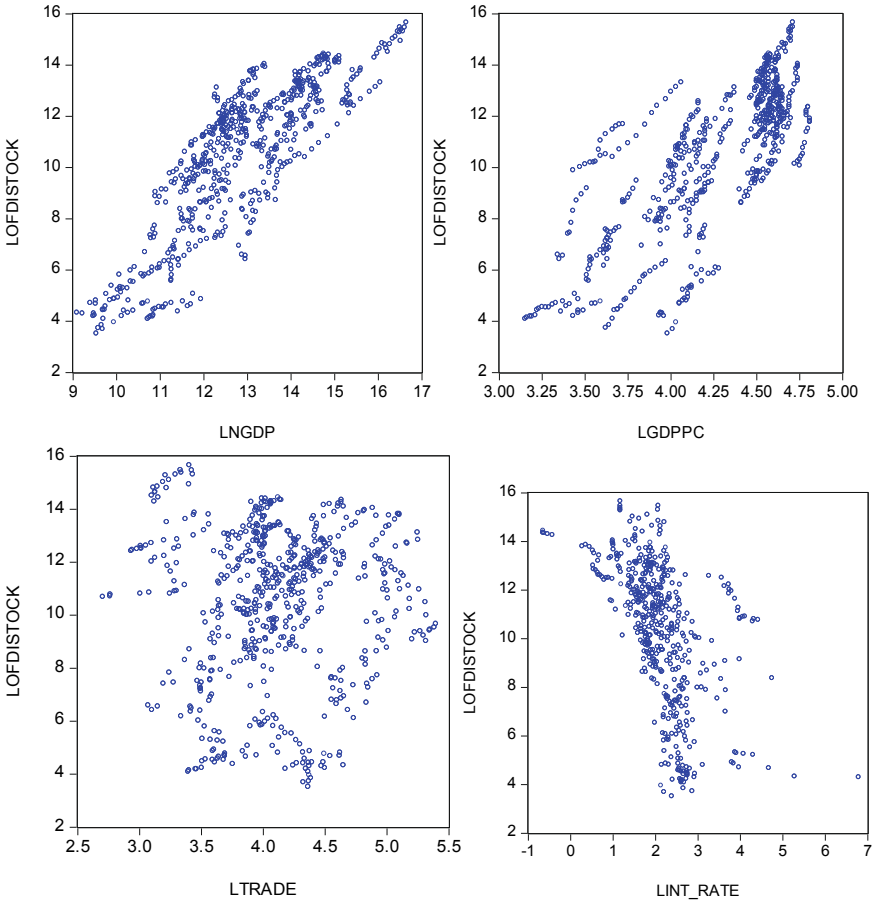 16
14
12
10
8
6
4
2
LOFDISTOCK
9 10 11 12 13 14 15 16 17
LNGDP
16
14
12
10
8
6
4
2
LOFDISTOCK
3.00 3.25 3.50 3.75 4.00 4.25 4.50 4.75 5.00
LGDPPC
16
14
12
10
8
6
4
2
LOFDISTOCK
2.5 3.0 3.5 4.0 4.5 5.0 5.5
LTRADE
16
14
12
10
8
6
4
2
LOFDISTOCK
-1 0 1 2 3 4 5 6 7
LINT_RATE